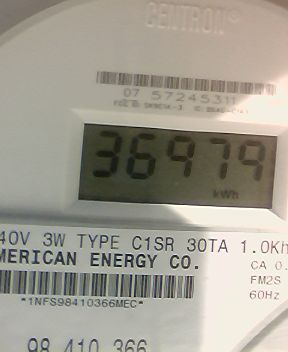 CENTRON®
07 57245311
36979
kWh
40V 3W TYPE C1SR 30TA 1.0Kh
MERICAN ENERGY CO. CA 0.
FM2S
*1NFS98410366MEC* 60Hz
98 410 366